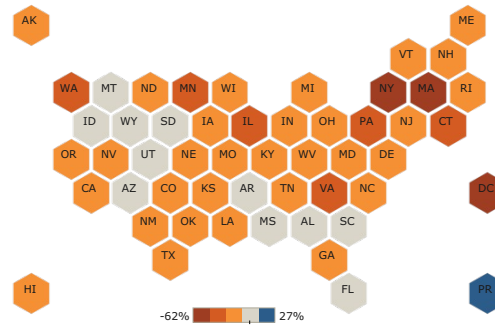 AK ME
VT NH
WA MT ND MN WI MI NY MA RI
ID WY SD IA IL IN OH PA NJ CT
OR NV UT NE MO KY WV MD DE
CA AZ CO KS AR TN VA NC DC
NM OK LA MS AL SC
TX GA
HI FL PR
-62% 27%